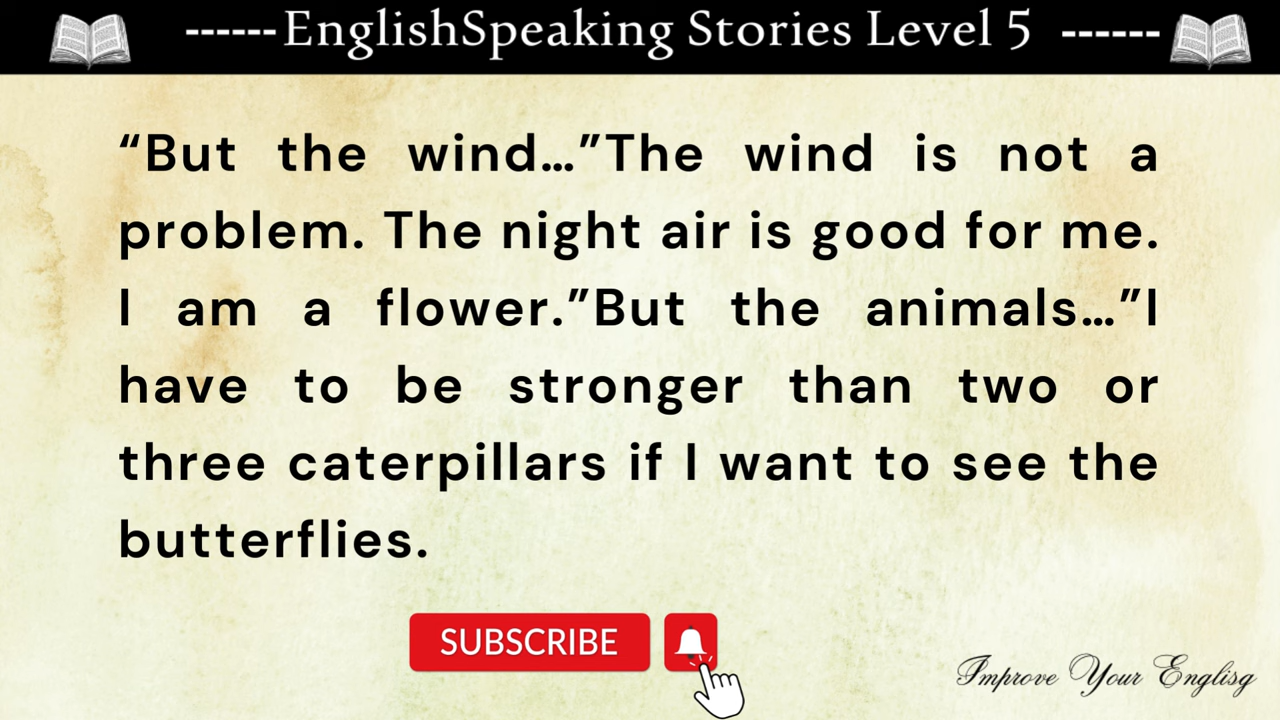 ------EnglishSpeaking Stories Level 5 ------
“But the wind…”The wind is not a
problem. The night air is good for me.
I am a flower.”But the animals…”I
have to be stronger than two or
three caterpillars if I want to see the
butterflies.
SUBSCRIBE
Improve Your Englisg